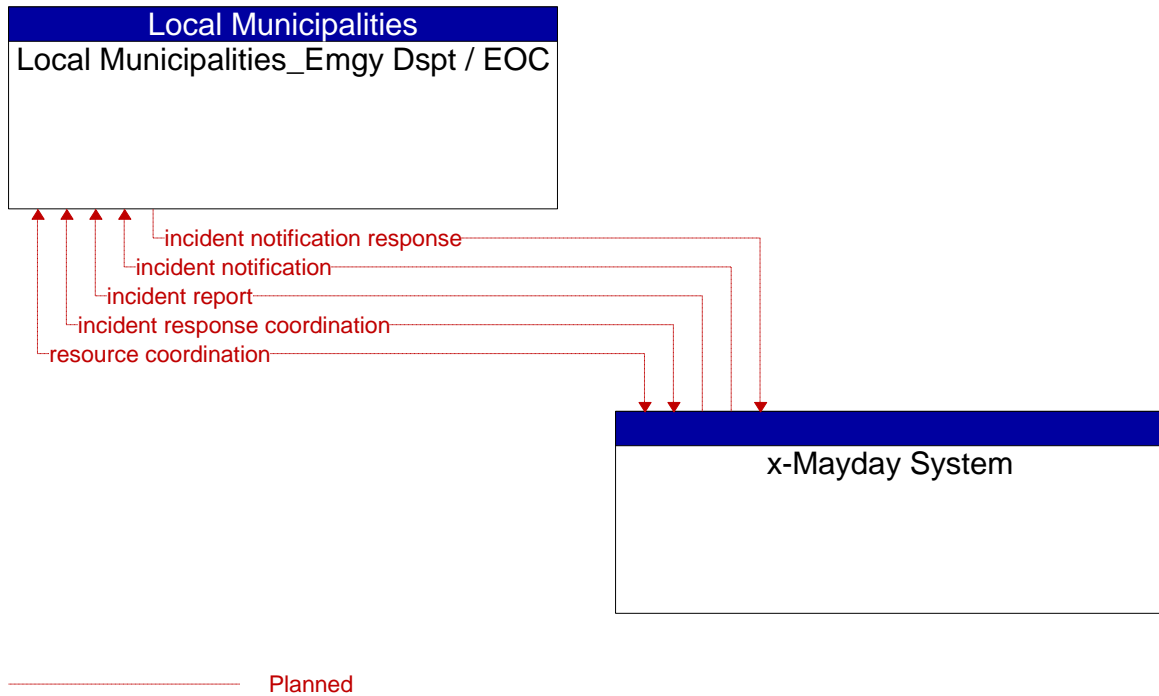 Local Municipalities
Local Municipalities_Emgy Dspt / EOC
incident notification response
incident notification
incident report
incident response coordination
resource coordination
x-Mayday System
Planned